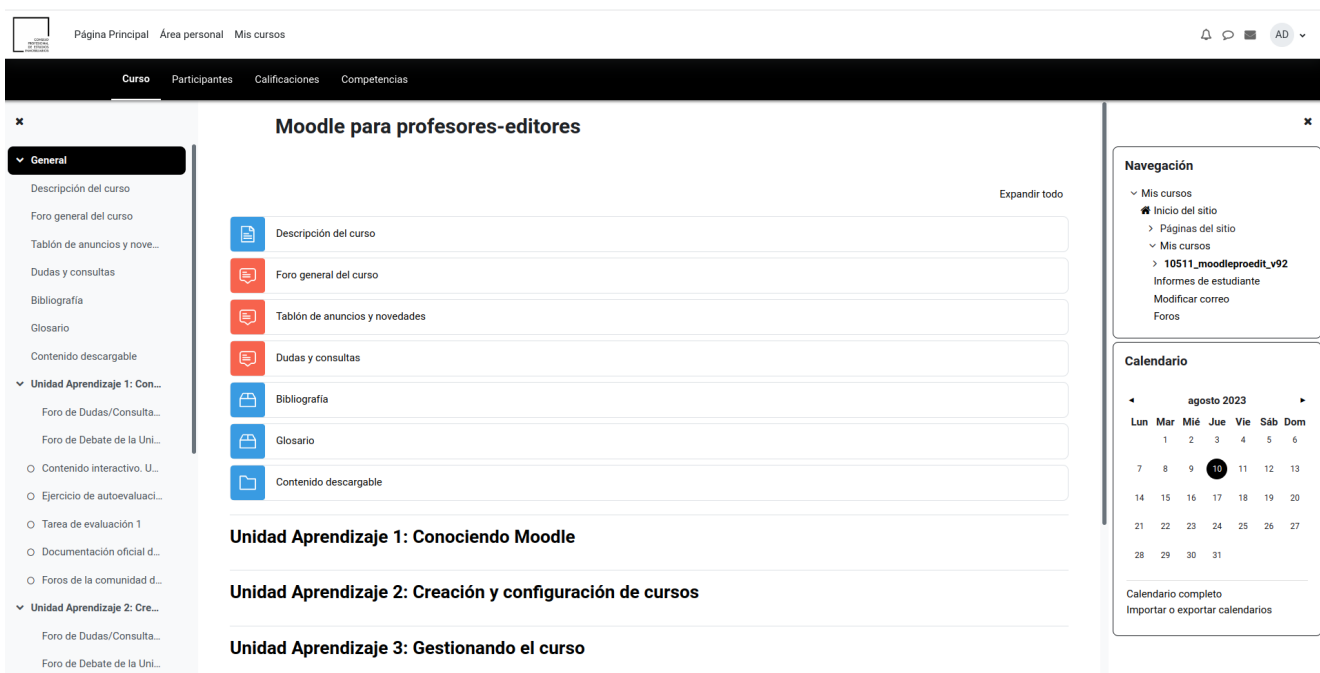 CONSEJO
PROFESIONAL
DE ESTUDIOS
INMOBILIARIOS
Página Principal Área personal Mis cursos
AD
Curso Participantes Calificaciones Competencias
General
Descripción del curso
Foro general del curso
Tablón de anuncios y nove...
Dudas y consultas
Bibliografía
Glosario
Contenido descargable
Unidad Aprendizaje 1: Con...
Foro de Dudas/Consulta...
Foro de Debate de la Uni...
Contenido interactivo. U...
Ejercicio de autoevaluaci...
Tarea de evaluación 1
Documentación oficial d...
Foros de la comunidad d...
Unidad Aprendizaje 2: Cre...
Foro de Dudas/Consulta...
Foro de Debate de la Uni...
Moodle para profesores-editores
Expandir todo
Descripción del curso
Foro general del curso
Tablón de anuncios y novedades
Dudas y consultas
Bibliografía
Glosario
Contenido descargable
Unidad Aprendizaje 1: Conociendo Moodle
Unidad Aprendizaje 2: Creación y configuración de cursos
Unidad Aprendizaje 3: Gestionando el curso
Navegación
Mis cursos
Inicio del sitio
Páginas del sitio
Mis cursos
10511_moodleproedit_v92
Informes de estudiante
Modificar correo
Foros
Calendario
agosto 2023
Lun Mar Mié Jue Vie Sáb Dom
1 2 3 4 5 6
7 8 9 10 11 12 13
14 15 16 17 18 19 20
21 22 23 24 25 26 27
28 29 30 31
Calendario completo
Importar o exportar calendarios